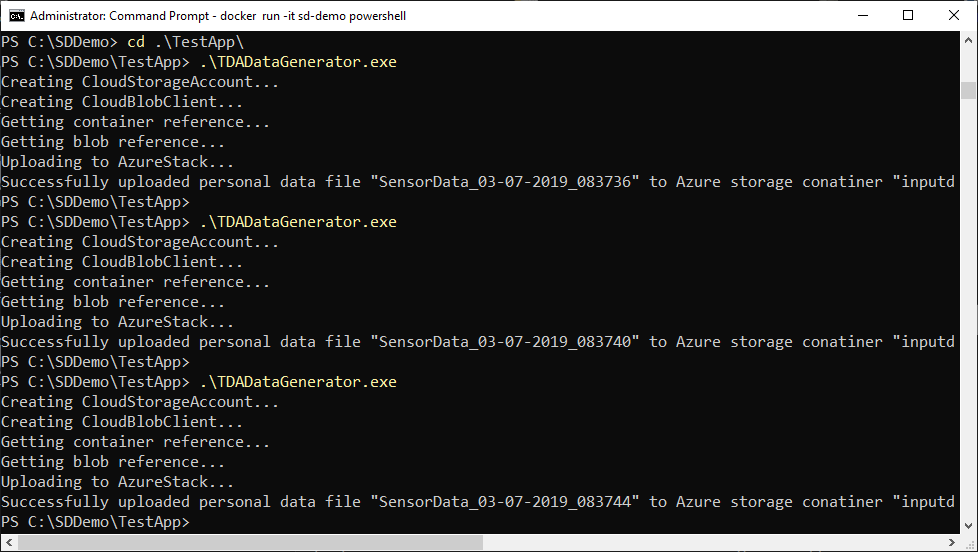 Administrator: Command Prompt - docker run -it sd-demo powershell
PS C:\SDDemo> cd .\TestApp\
PS C:\SDDemo\TestApp> .\TDADataGenerator.exe
Creating CloudStorageAccount...
Creating CloudBlobClient...
Getting container reference...
Getting blob reference...
Uploading to AzureStack...
Successfully uploaded personal data file "SensorData_03-07-2019_083736" to Azure storage conatiner "inputd
PS C:\SDDemo\TestApp>
PS C:\SDDemo\TestApp> .\TDADataGenerator.exe
Creating CloudStorageAccount...
Creating CloudBlobClient...
Getting container reference...
Getting blob reference...
Uploading to AzureStack...
Successfully uploaded personal data file "SensorData_03-07-2019_083740" to Azure storage conatiner "inputd
PS C:\SDDemo\TestApp>
PS C:\SDDemo\TestApp> .\TDADataGenerator.exe
Creating CloudStorageAccount...
Creating CloudBlobClient...
Getting container reference...
Getting blob reference...
Uploading to AzureStack...
Successfully uploaded personal data file "SensorData_03-07-2019_083744" to Azure storage conatiner "inputd
PS C:\SDDemo\TestApp>